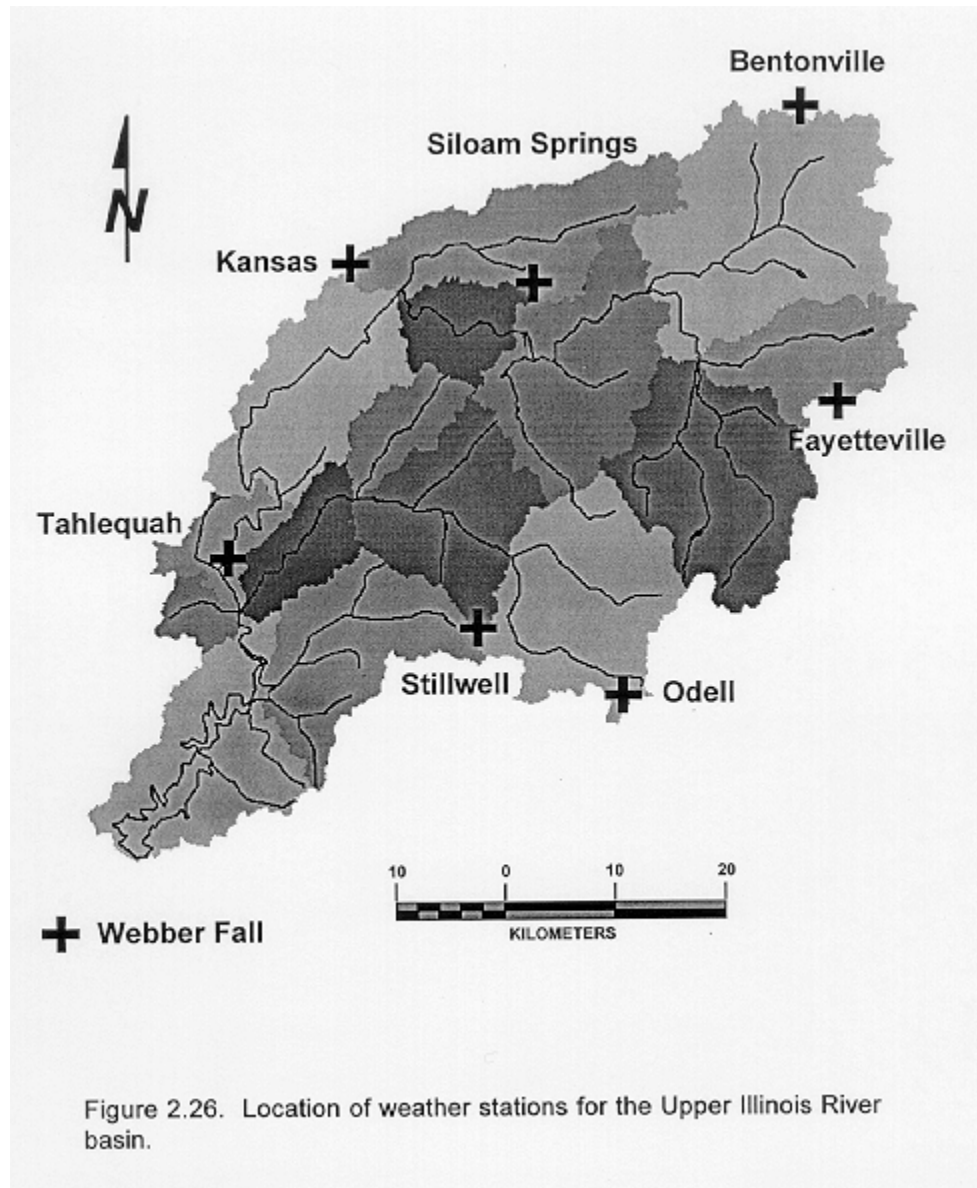 Bentonville
Siloam Springs
N
Kansas
Fayetteville
Tahlequah
Stillwell
Odell
10 0 10 20
KILOMETERS
Webber Fall
Figure 2.26. Location of weather stations for the Upper Illinois River
basin.